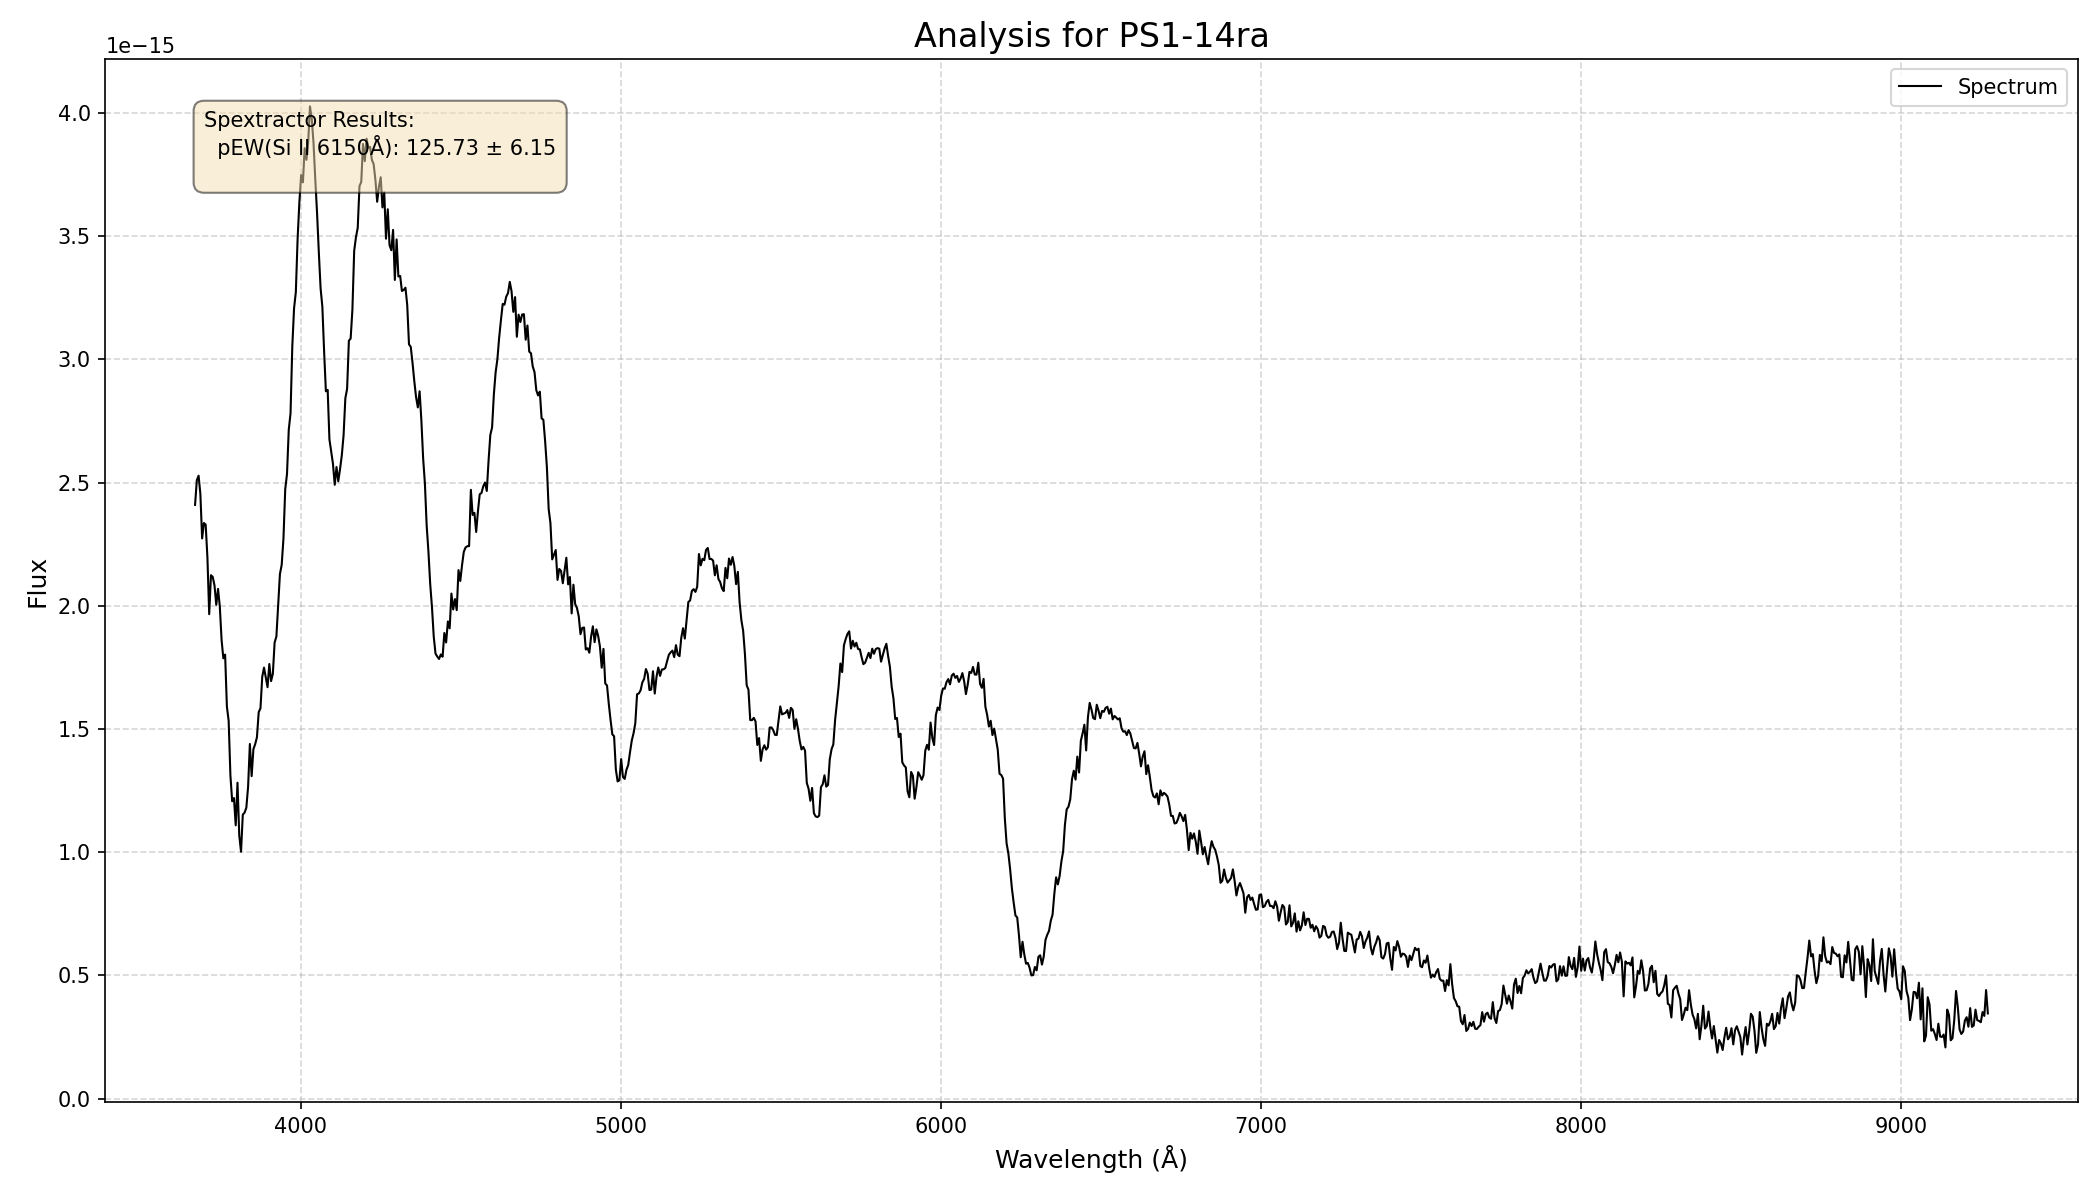 Analysis for PS1-14ra
1e−15
Spectrum
Spextractor Results:
pEW(Si II 6150Å): 125.73 ± 6.15
4.0
3.5
3.0
2.5
2.0
1.5
1.0
0.5
0.0
Flux
4000
5000
6000
7000
8000
9000
Wavelength (Å)